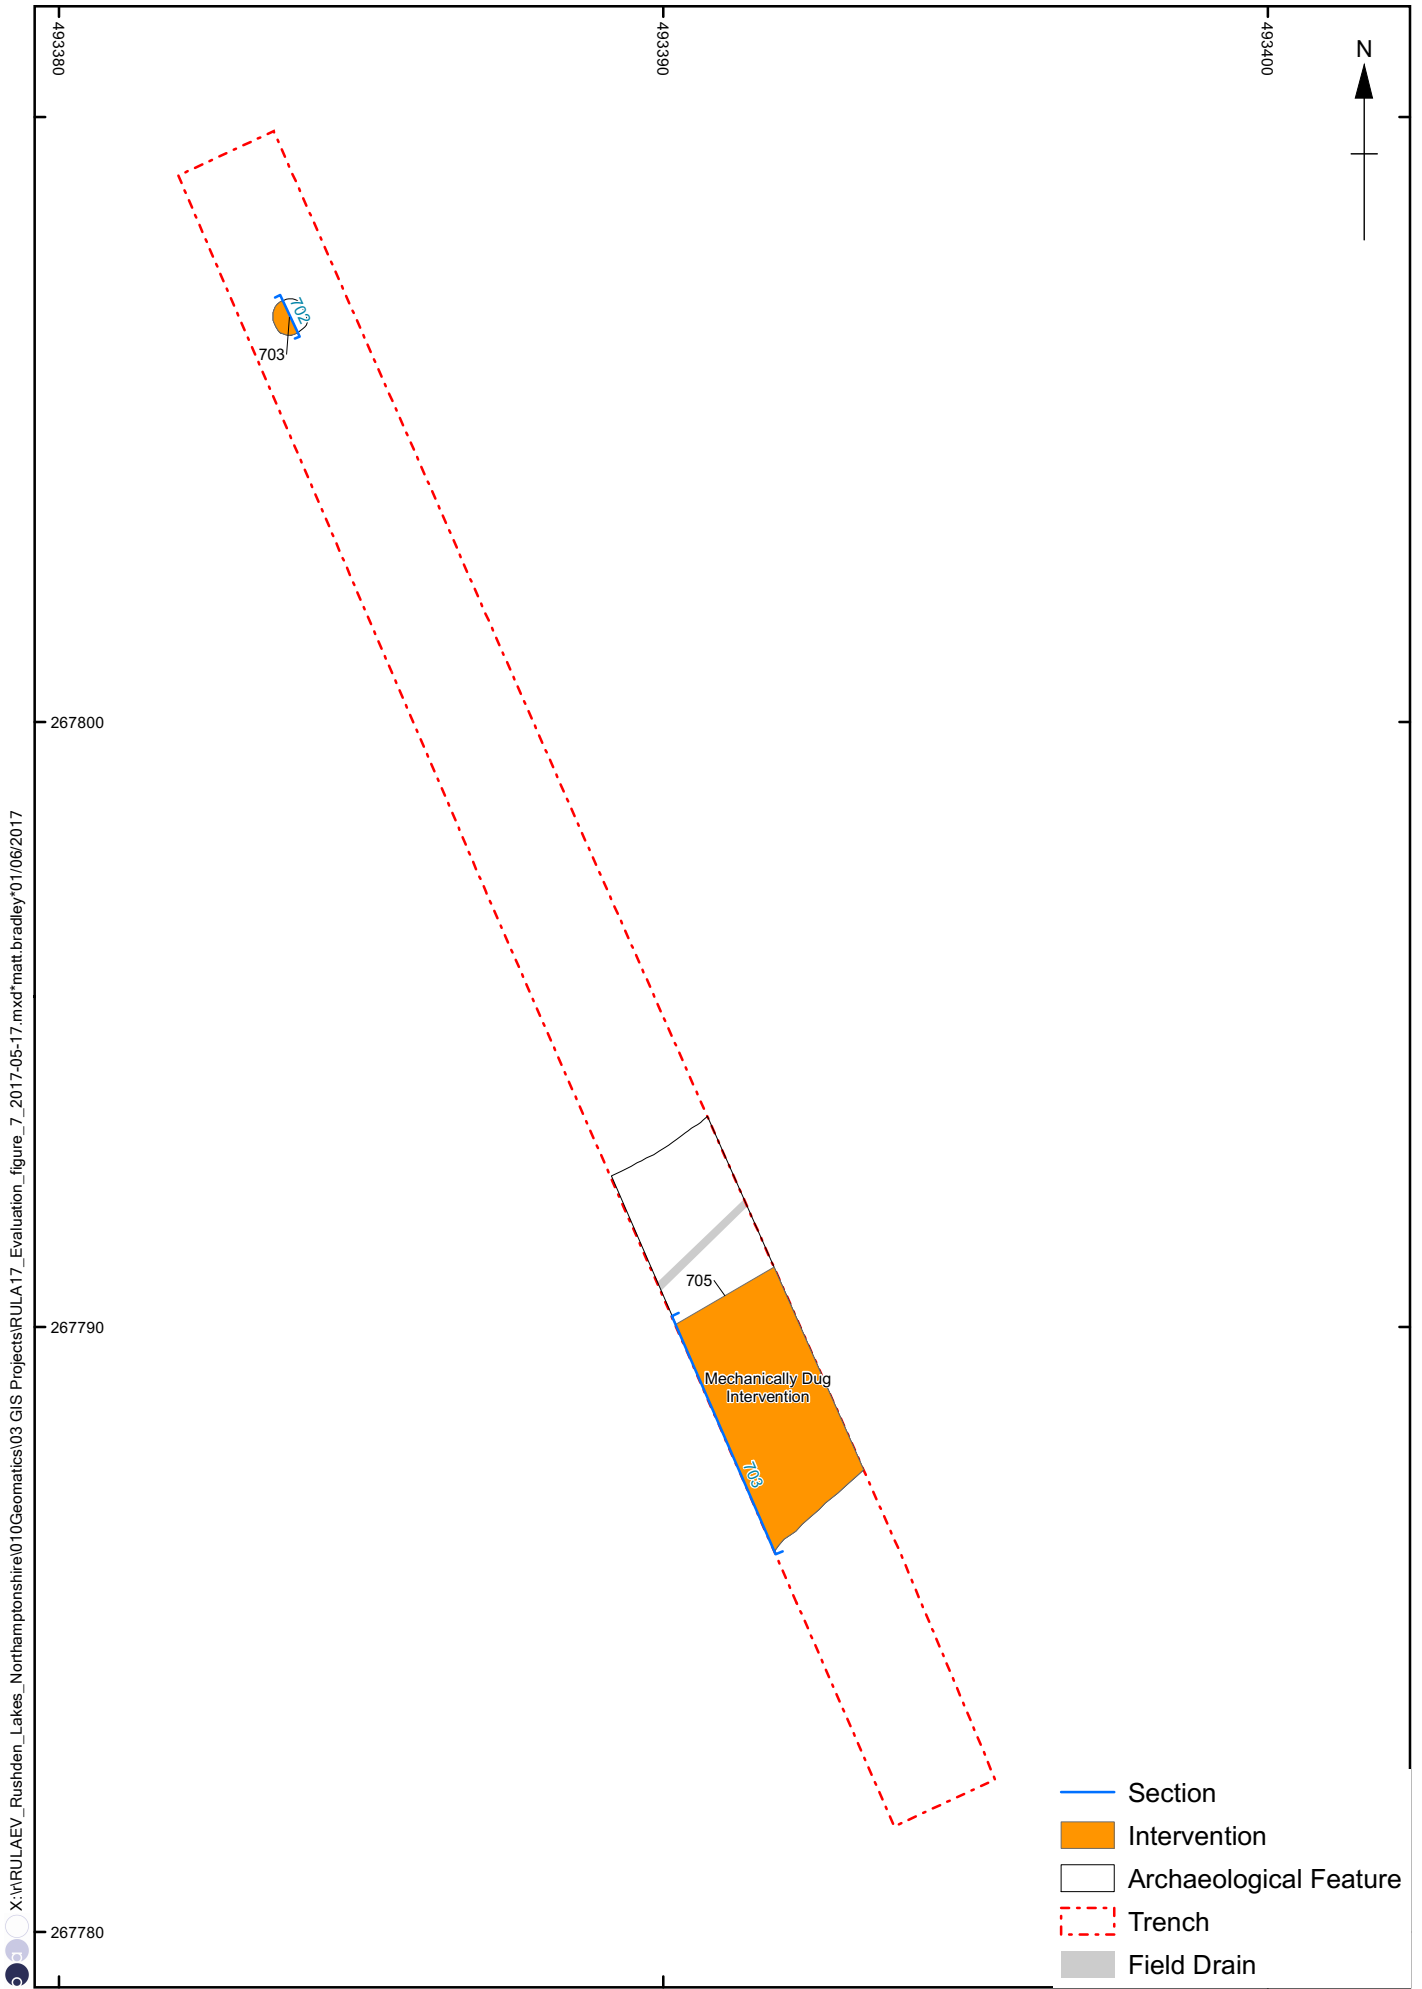 493380
493390
493400
N
702
703
267800
705
267790
Mechanically Dug
Intervention
703
267780
Section
Intervention
Archaeological Feature
Trench
Field Drain
X:\r\RULAEV_Rushden_Lakes_Northamptonshire\010Geomatics\03 GIS Projects\RULA17_Evaluation_figure_7_2017-05-17.mxd*matt.bradley*01/06/2017